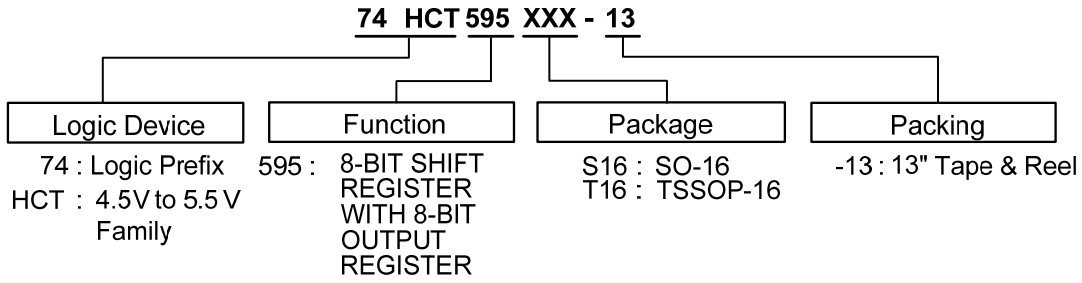 74 HCT 595 XXX - 13
Logic Device
74 : Logic Prefix
HCT : 4.5V to 5.5 V
Family
Function
595 : 8-BIT SHIFT
REGISTER
WITH 8-BIT
OUTPUT
REGISTER
Package
S16 : SO-16
T16 : TSSOP-16
Packing
-13 : 13" Tape & Reel